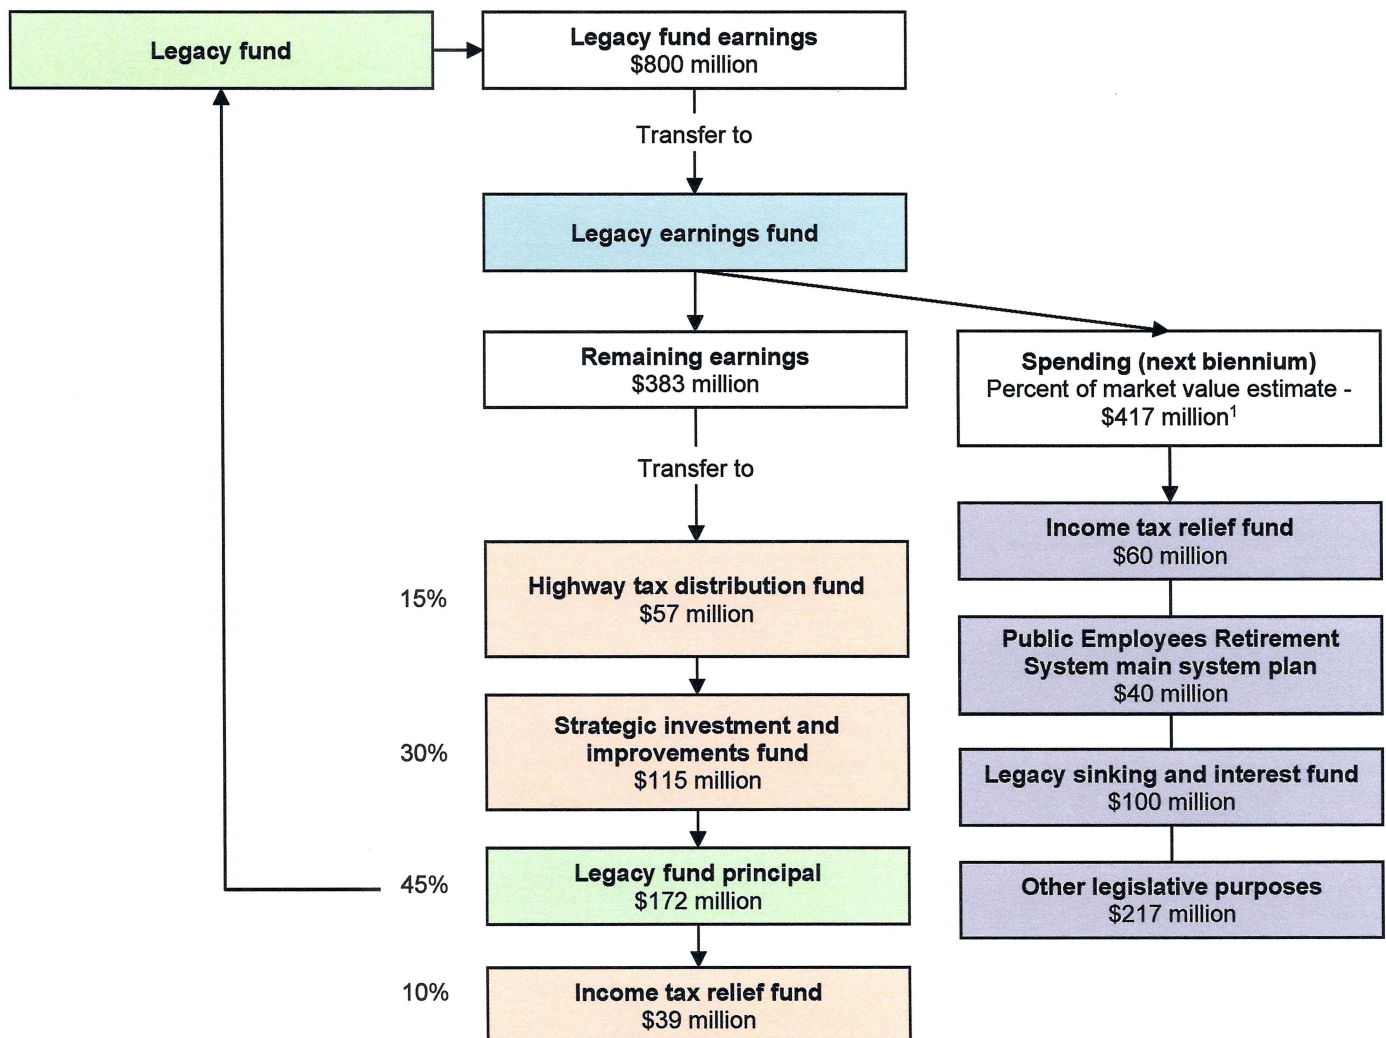 Legacy fund
Legacy fund earnings
$800 million
Transfer to
Legacy earnings fund
Remaining earnings
$383 million
Spending (next biennium)
Percent of market value estimate -
$417 million¹
Transfer to
Income tax relief fund
$60 million
15%
Highway tax distribution fund
$57 million
Public Employees Retirement
System main system plan
$40 million
30%
Strategic investment and
improvements fund
$115 million
Legacy sinking and interest fund
$100 million
45%
Legacy fund principal
$172 million
Other legislative purposes
$217 million
10%
Income tax relief fund
$39 million